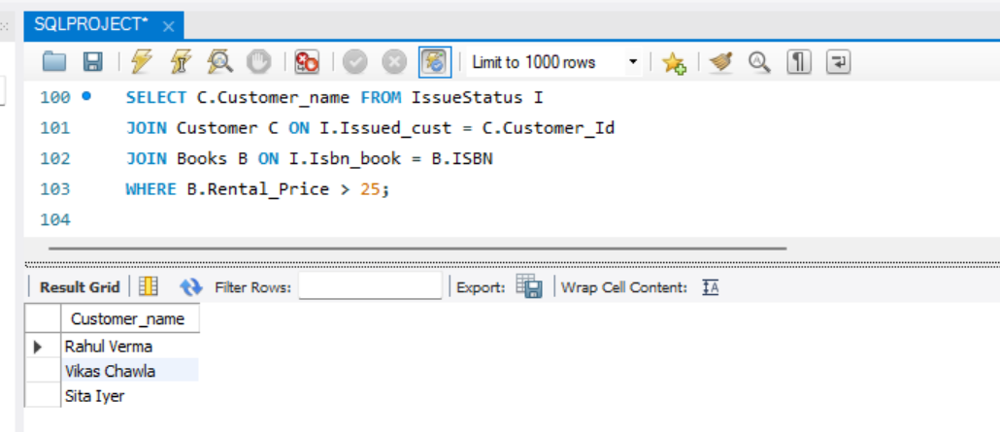 SQLPROJECT*
Limit to 1000 rows
100 SELECT C.Customer_name FROM IssueStatus I
101 JOIN Customer C ON I.Issued_cust = C.Customer_Id
102 JOIN Books B ON I.Isbn_book = B.ISBN
103 WHERE B.Rental_Price > 25;
104
Result Grid Filter Rows: Export: Wrap Cell Content: IA
Customer_name
Rahul Verma
Vikas Chawla
Sita Iyer